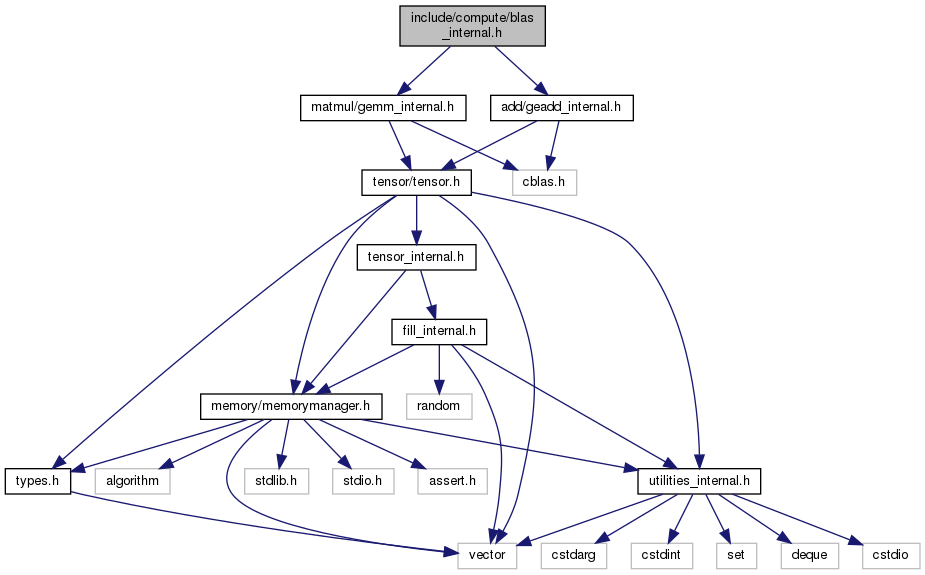 include/compute/blas
_internal.h
matmul/gemm_internal.h
add/geadd_internal.h
tensor/tensor.h
cblas.h
tensor_internal.h
fill_internal.h
memory/memorymanager.h
random
types.h
algorithm
stdlib.h
stdio.h
assert.h
utilities_internal.h
vector
cstdarg
cstdint
set
deque
cstdio